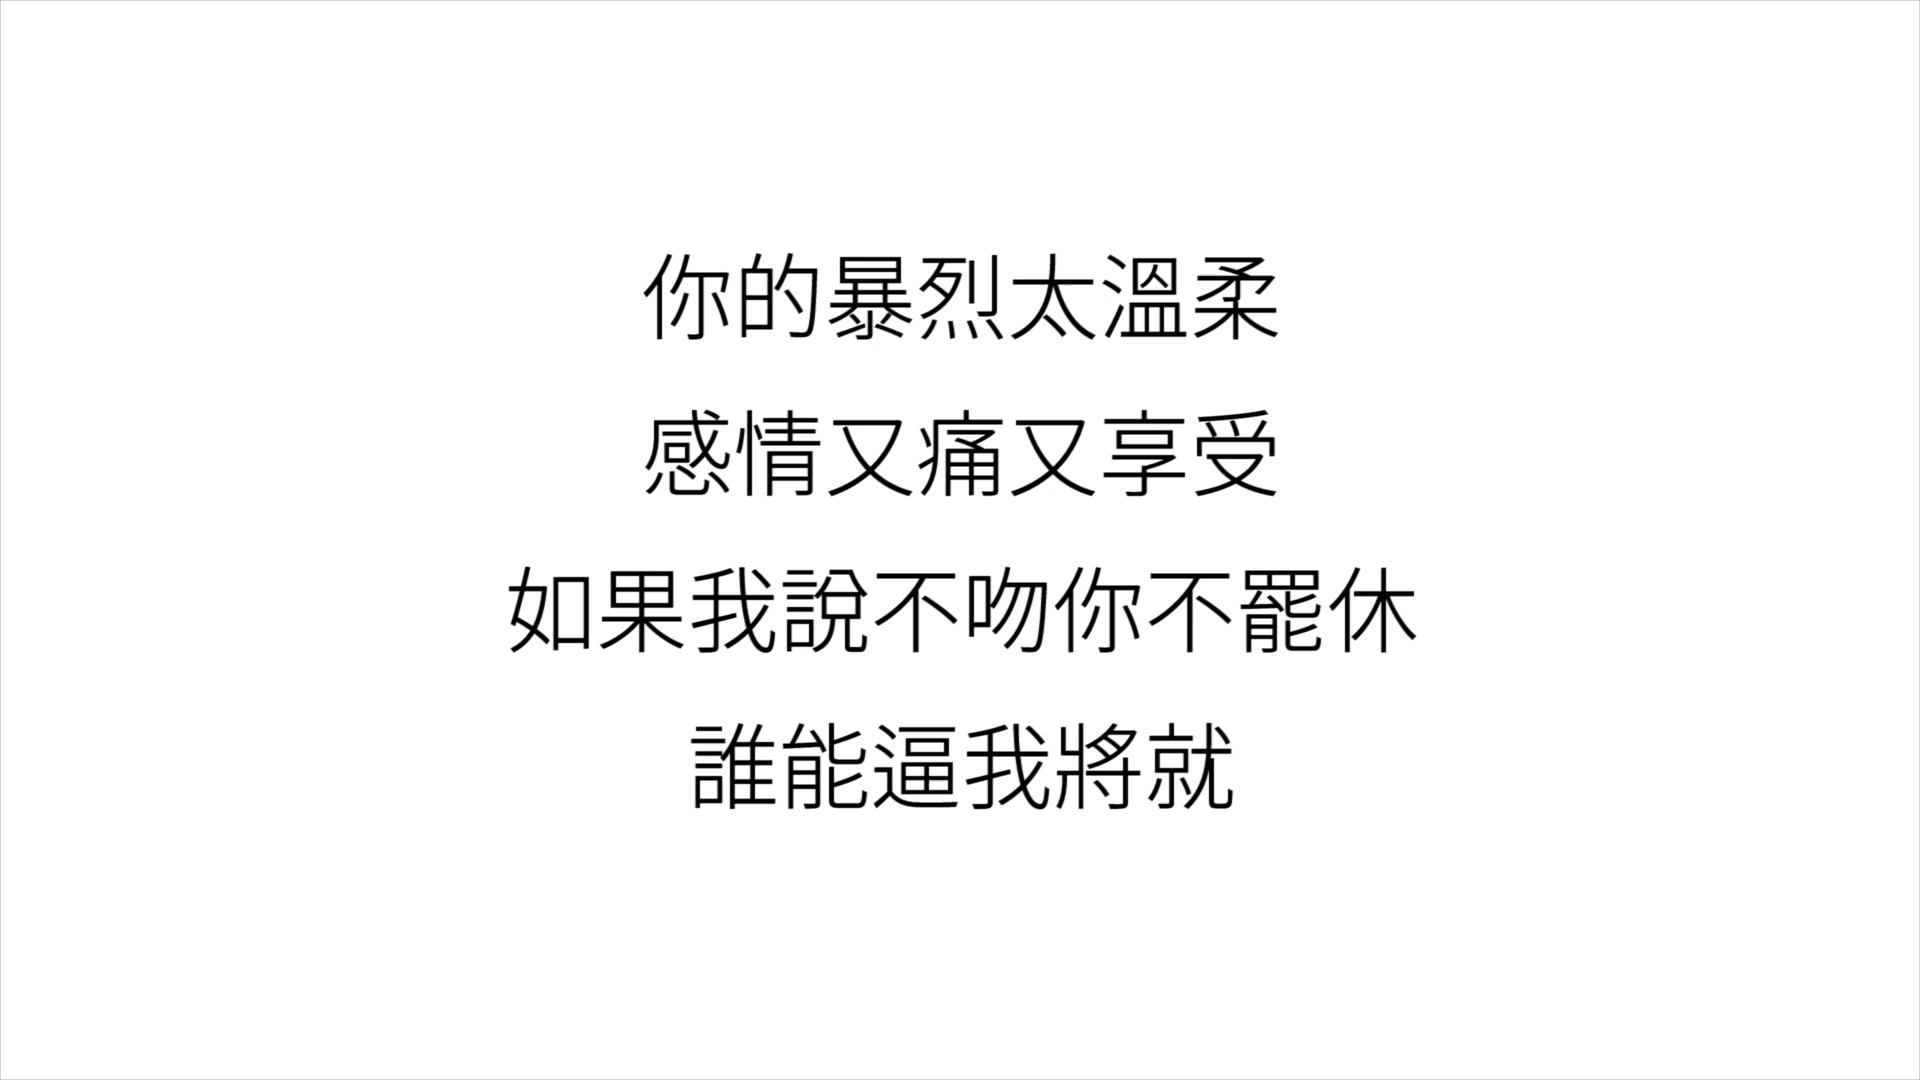 你的暴烈太溫柔
感情又痛又享受
如果我說不吻你不罷休
誰能逼我將就